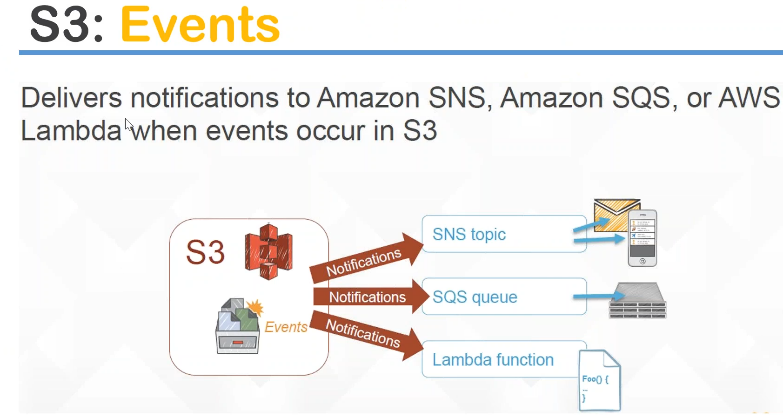 S3: Events
Delivers notifications to Amazon SNS, Amazon SQS, or AWS
Lambda when events occur in S3
S3
Events
Notifications
Notifications
Notifications
SNS topic
SQS queue
Lambda function
Foo() {
...
}